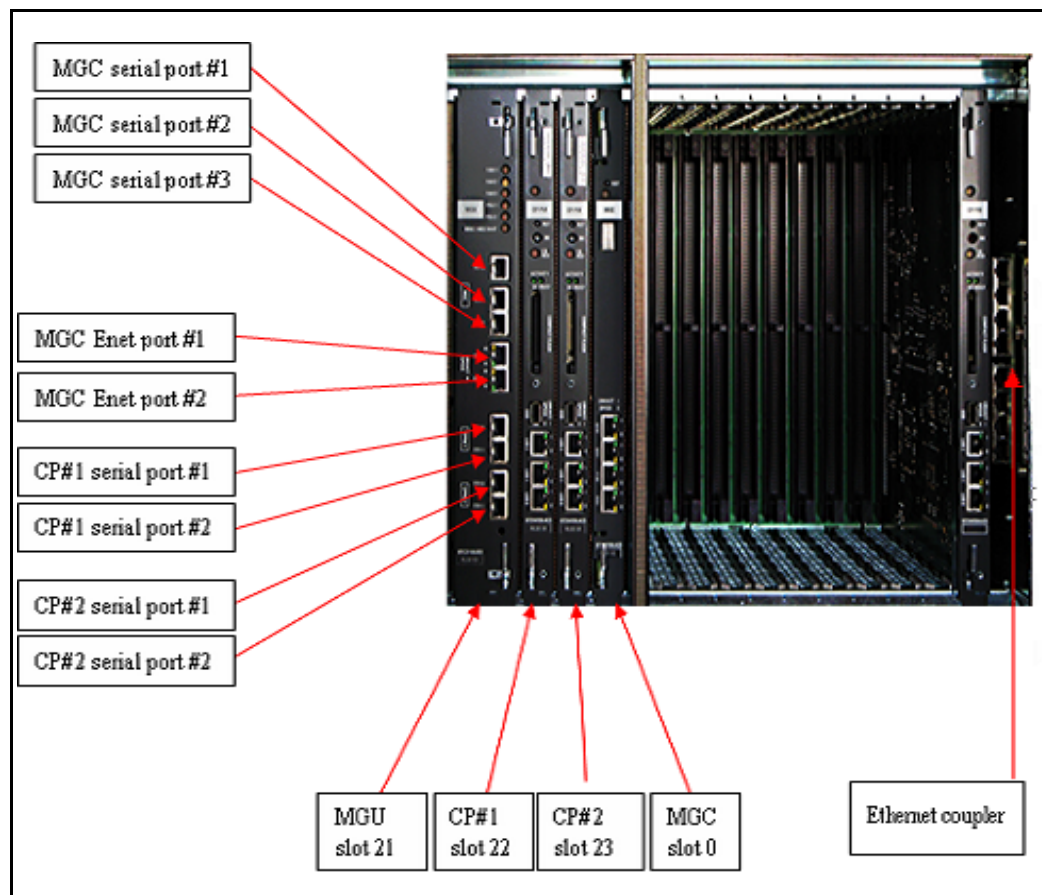 MGC serial port #1
MGC serial port #2
MGC serial port #3
MGC Enet port #1
MGC Enet port #2
CP#1 serial port #1
CP#1 serial port #2
CP#2 serial port #1
CP#2 serial port #2
MGU
slot 21
CP#1
slot 22
CP#2
slot 23
MGC
slot 0
Ethernet coupler